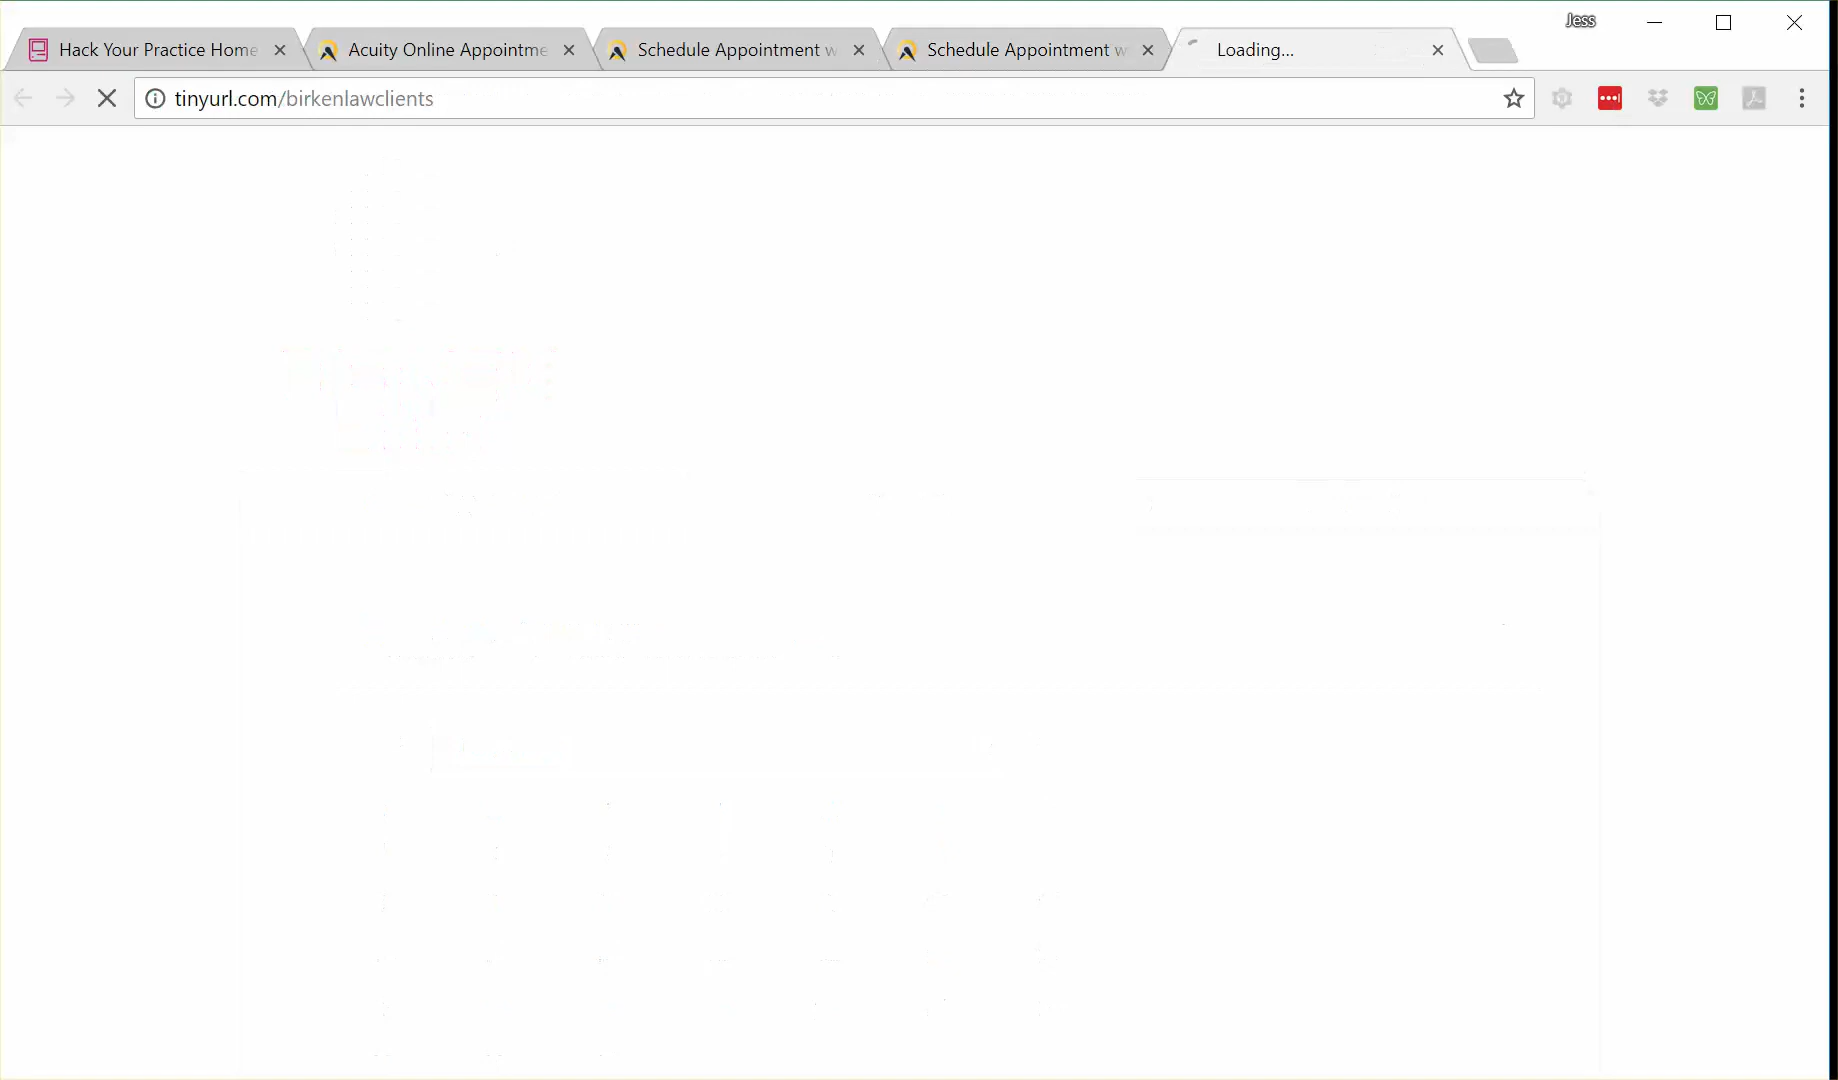 Jess
Hack Your Practice Home
Acuity Online Appointme
Schedule Appointment w
Schedule Appointment w
Loading...
tinyurl.com/birkenlawclients